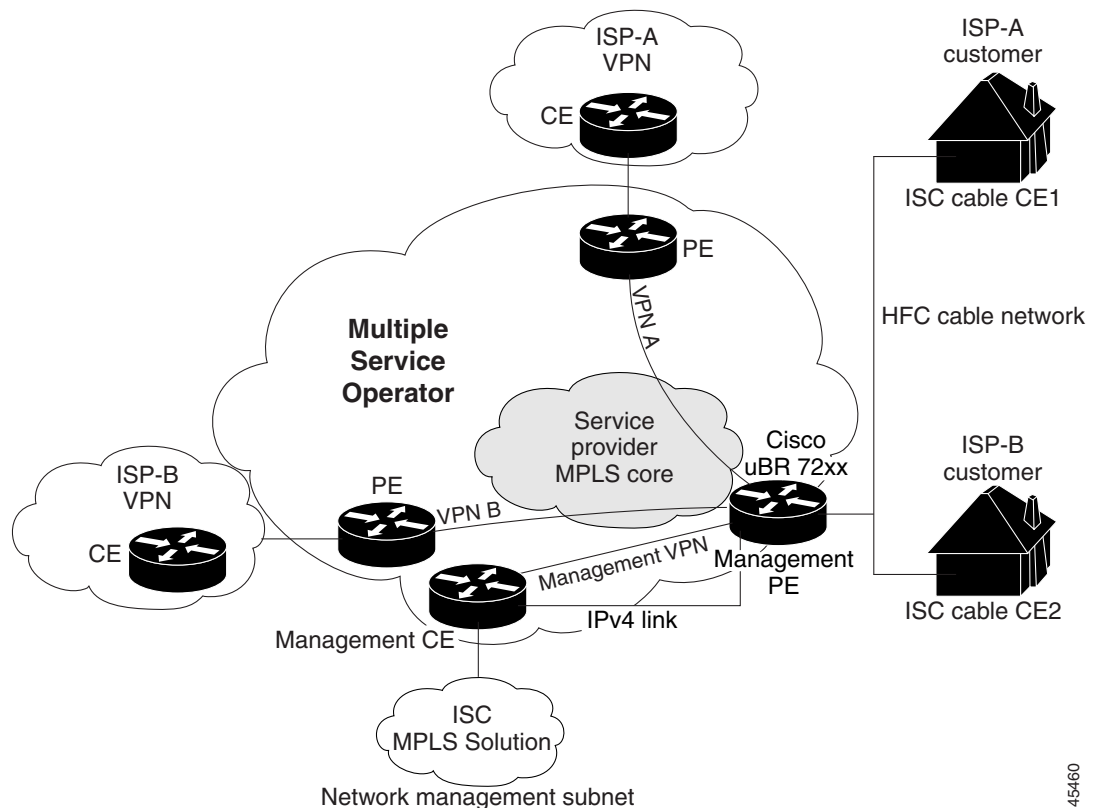 ISP-A
VPN
CE
ISP-A
customer
ISC cable CE1
PE
VPN A
HFC cable network
Multiple
Service
Operator
Service
provider
MPLS core
Cisco
uBR 72xx
ISP-B
customer
ISP-B
VPN
CE
PE
VPN B
Management VPN
Management
PE
ISC cable CE2
IPv4 link
Management CE
ISC
MPLS Solution
Network management subnet
45460